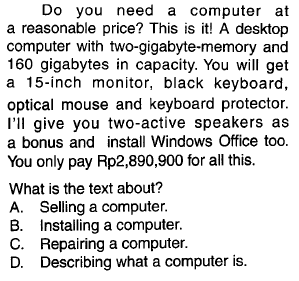 Do you need a computer at
a reasonable price? This is it! A desktop
computer with two-gigabyte-memory and
160 gigabytes in capacity. You will get
a 15-inch monitor, black keyboard,
optical mouse and keyboard protector.
I'll give you two-active speakers as
a bonus and install Windows Office too.
You only pay Rp2,890,900 for all this.
What is the text about?
A. Selling a computer.
B. Installing a computer.
C. Repairing a computer.
D. Describing what a computer is.